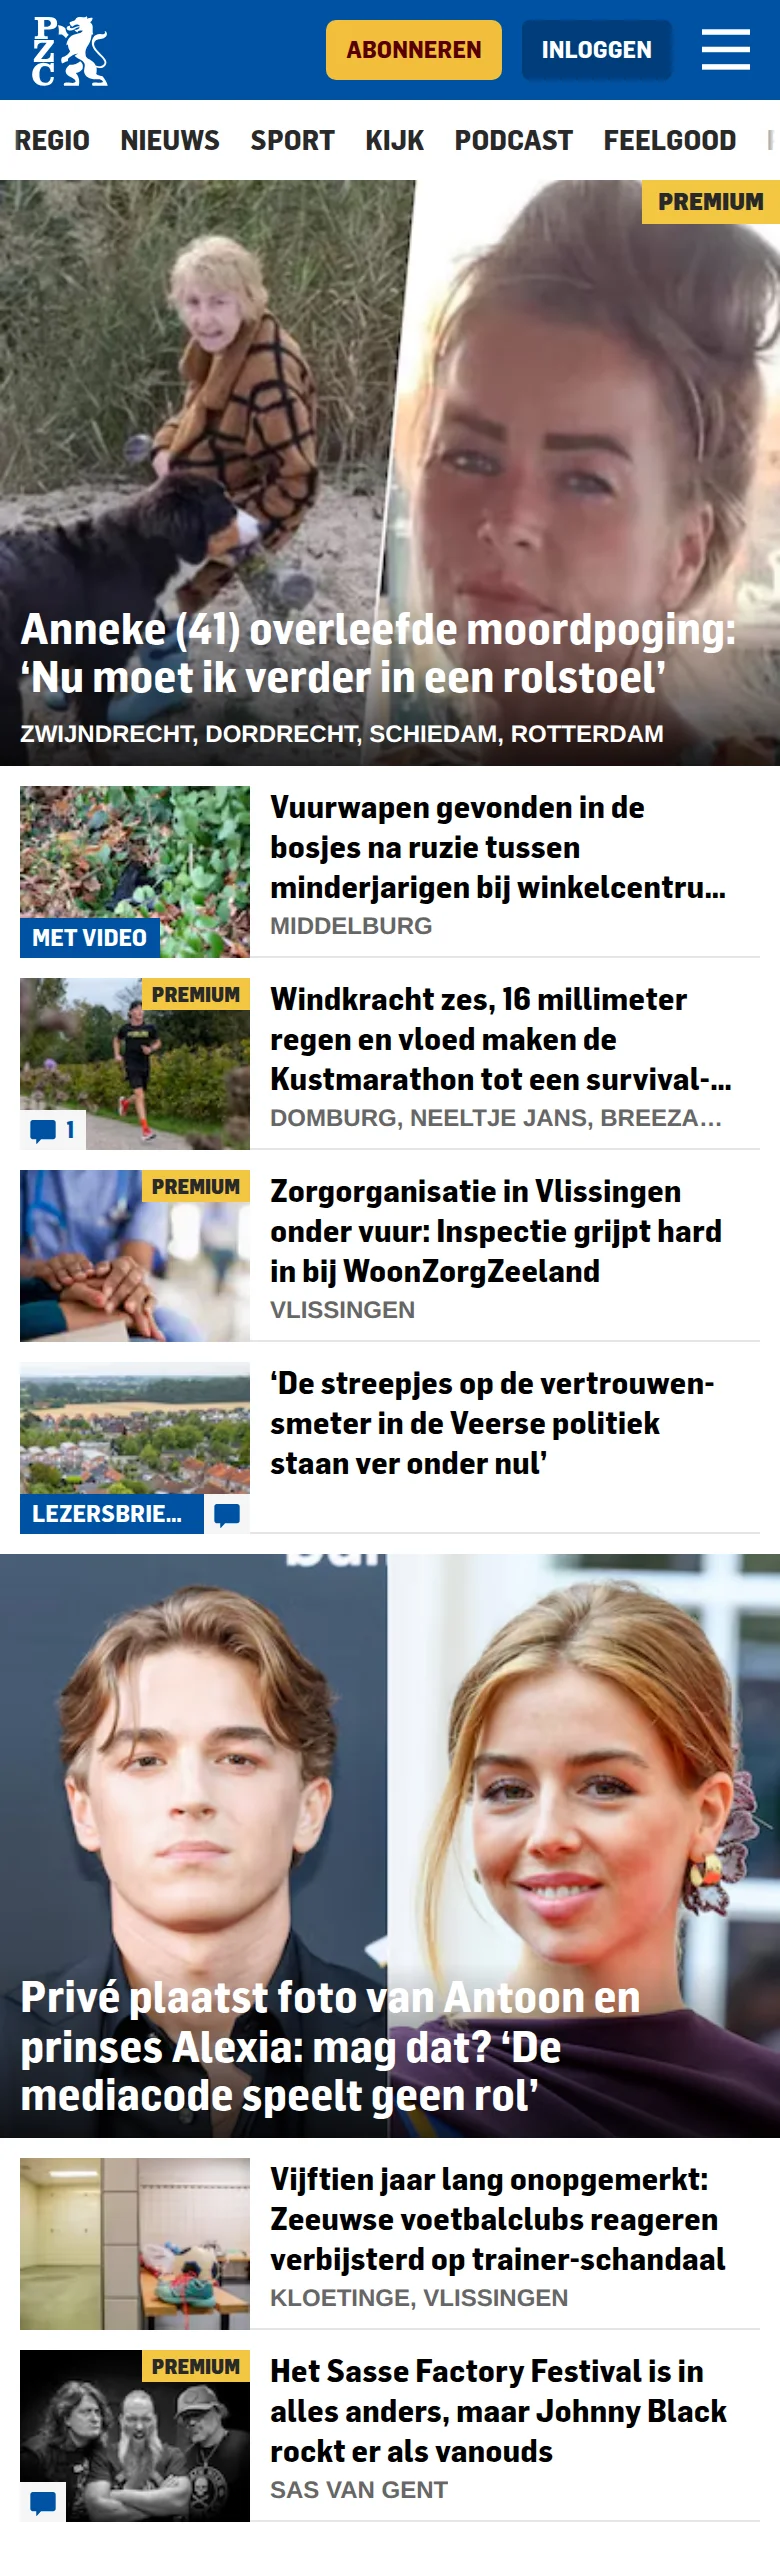 PZC
ABONNEREN
INLOGGEN
REGIO NIEUWS SPORT KIJK PODCAST FEELGOOD
PREMIUM
Anneke (41) overleefde moordpoging:
‘Nu moet ik verder in een rolstoel’
ZWIJNDRECHT, DORDRECHT, SCHIEDAM, ROTTERDAM
Vuurwapen gevonden in de
bosjes na ruzie tussen
minderjarigen bij winkelcentru...
MIDDELBURG
MET VIDEO
PREMIUM
1
Windkracht zes, 16 millimeter
regen en vloed maken de
Kustmarathon tot een survival-...
DOMBURG, NEELTJE JANS, BREEZA...
PREMIUM
Zorgorganisatie in Vlissingen
onder vuur: Inspectie grijpt hard
in bij WoonZorgZeeland
VLISSINGEN
‘De streepjes op de vertrouwen-
smeter in de Veerse politiek
staan ver onder nul’
LEZERSBRIE...
Privé plaatst foto van Antoon en
prinses Alexia: mag dat? ‘De
mediacode speelt geen rol’
Vijftien jaar lang onopgemerkt:
Zeeuwse voetbalclubs reageren
verbijsterd op trainer-schandaal
KLOETINGE, VLISSINGEN
PREMIUM
Het Sasse Factory Festival is in
alles anders, maar Johnny Black
rockt er als vanouds
SAS VAN GENT